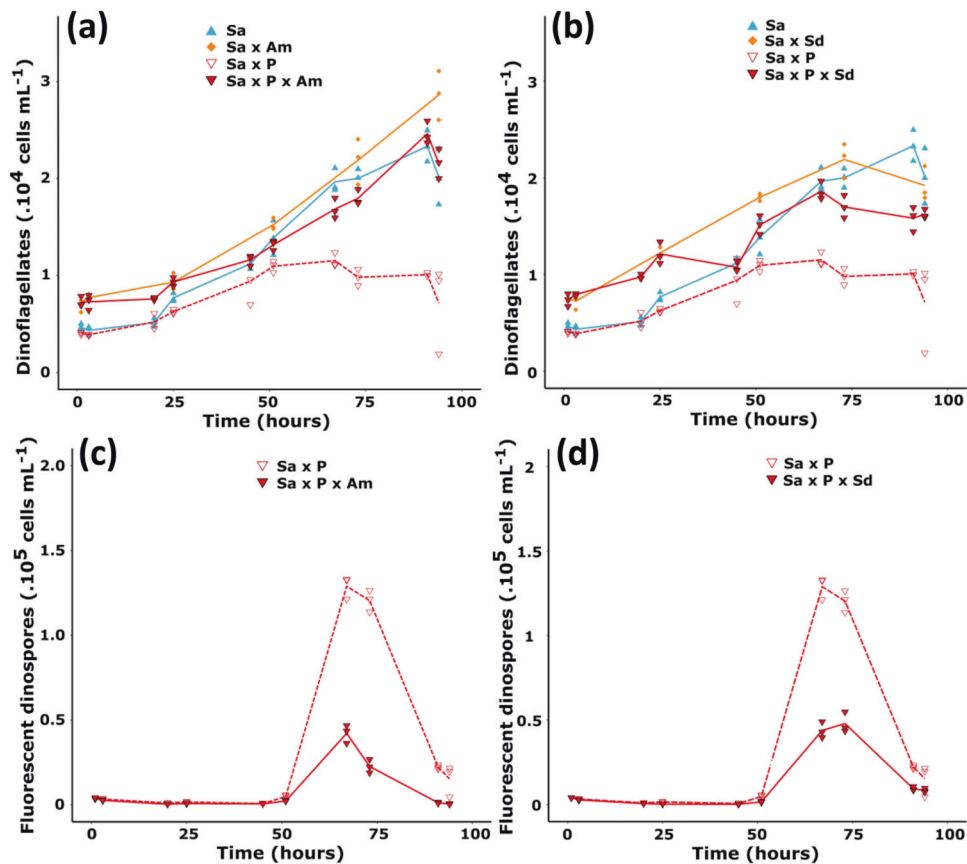 (a)
Sa
Sa x Am
Sa x P
Sa x P x Am
Dinoflagellates (.10⁴ cells mL⁻¹)
3
2
1
0
0
25
50
75
100
Time (hours)
(b)
Sa
Sa x Sd
Sa x P
Sa x P x Sd
Dinoflagellates (.10⁴ cells mL⁻¹)
3
2
1
0
0
25
50
75
100
Time (hours)
(c)
Sa x P
Sa x P x Am
Fluorescent dinospores (.10⁵ cells mL⁻¹)
2.0
1.5
1.0
0.5
0
0
25
50
75
100
Time (hours)
(d)
Sa x P
Sa x P x Sd
Fluorescent dinospores (.10⁵ cells mL⁻¹)
2
1.5
1
0.5
0
0
25
50
75
100
Time (hours)